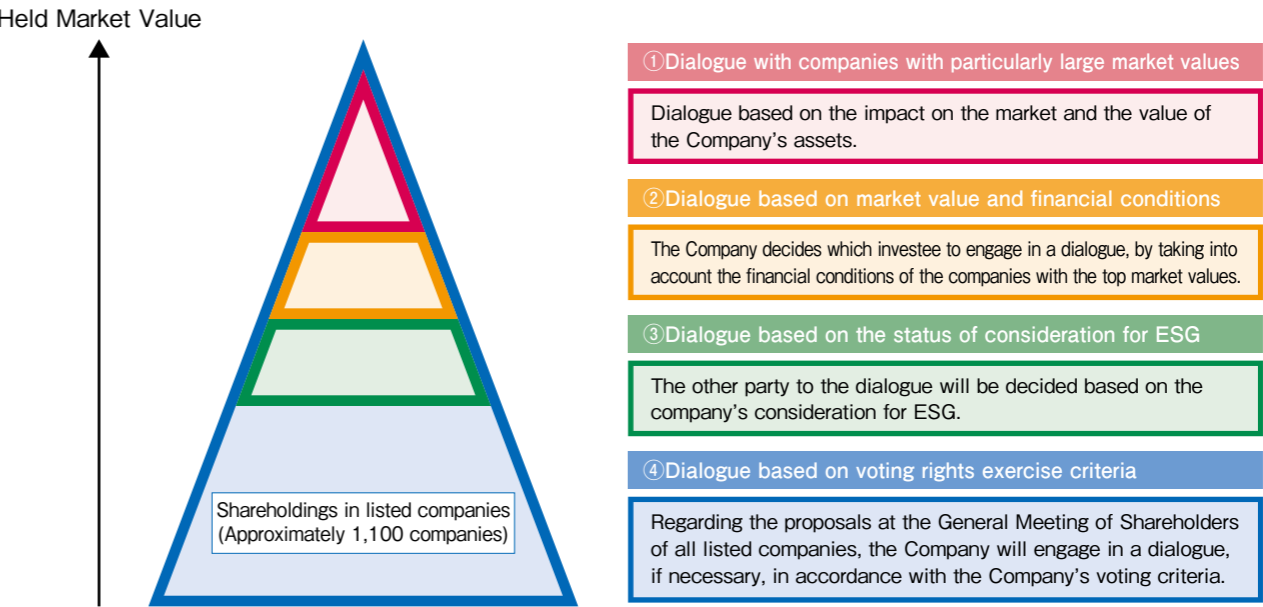 Held Market Value
①Dialogue with companies with particularly large market values
Dialogue based on the impact on the market and the value of
the Company's assets.
②Dialogue based on market value and financial conditions
The Company decides which investee to engage in a dialogue, by taking into
account the financial conditions of the companies with the top market values.
③Dialogue based on the status of consideration for ESG
The other party to the dialogue will be decided based on the
company's consideration for ESG.
④Dialogue based on voting rights exercise criteria
Regarding the proposals at the General Meeting of Shareholders
of all listed companies, the Company will engage in a dialogue,
if necessary, in accordance with the Company's voting criteria.
Shareholdings in listed companies
(Approximately 1,100 companies)